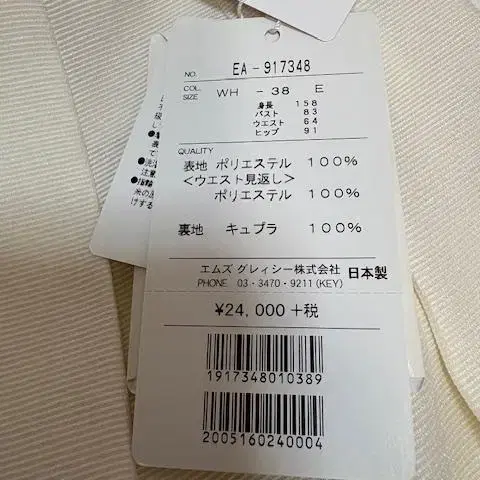 NO. EA-917348
COL. SIZE WH - 38 E
身長 158
バスト 83
ウエスト 64
ヒップ 91
QUALITY
表地 ポリエステル 100%
<ウエスト見返し>
ポリエステル 100%
裏地 キュプラ 100%
エムズ グレィシー株式会社 日本製
PHONE 03・3470・9211(KEY)
¥24,000+税
1917348010389
2005160240004